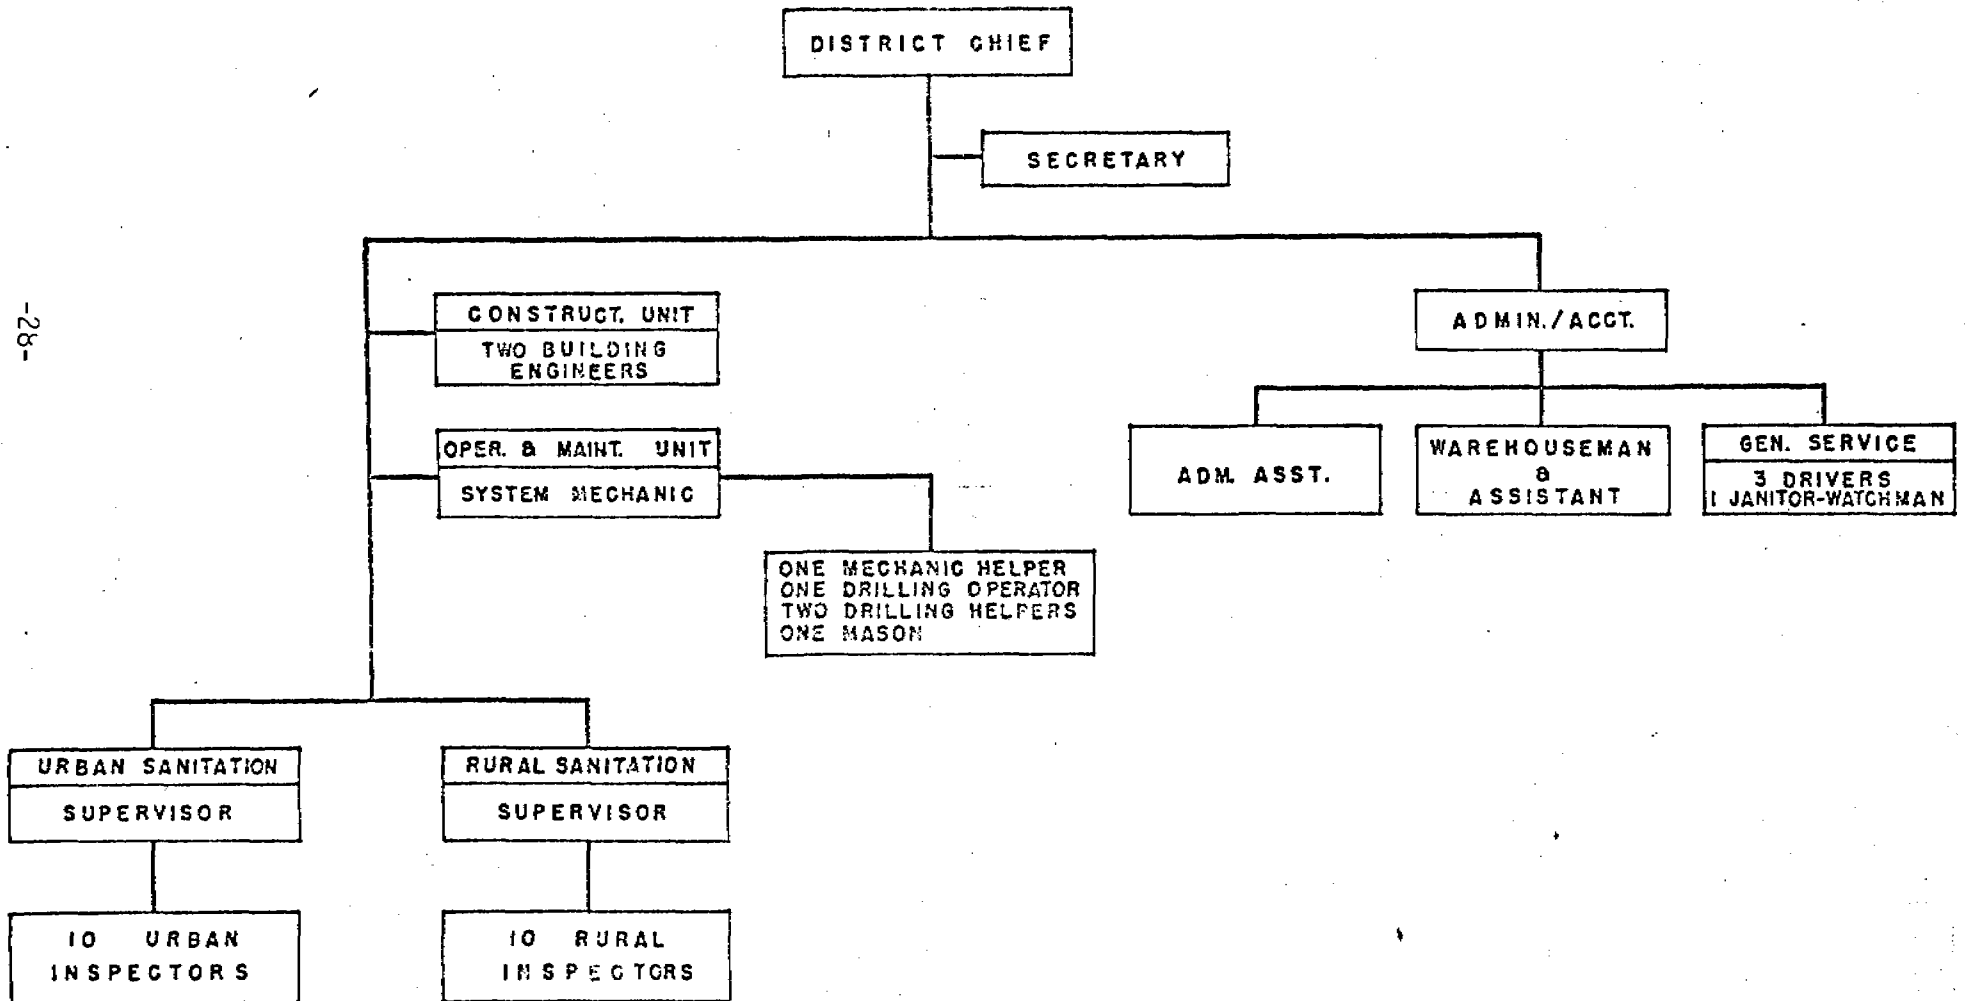 DISTRICT CHIEF
SECRETARY
-28-
CONSTRUCT. UNIT
TWO BUILDING
ENGINEERS
ADMIN./ACCT.
OPER. & MAINT. UNIT
SYSTEM MECHANIC
ADM. ASST.
WAREHOUSEMAN
&
ASSISTANT
GEN. SERVICE
3 DRIVERS
1 JANITOR-WATCHMAN
ONE MECHANIC HELPER
ONE DRILLING OPERATOR
TWO DRILLING HELPERS
ONE MASON
URBAN SANITATION
SUPERVISOR
RURAL SANITATION
SUPERVISOR
10 URBAN
INSPECTORS
10 RURAL
INSPECTORS